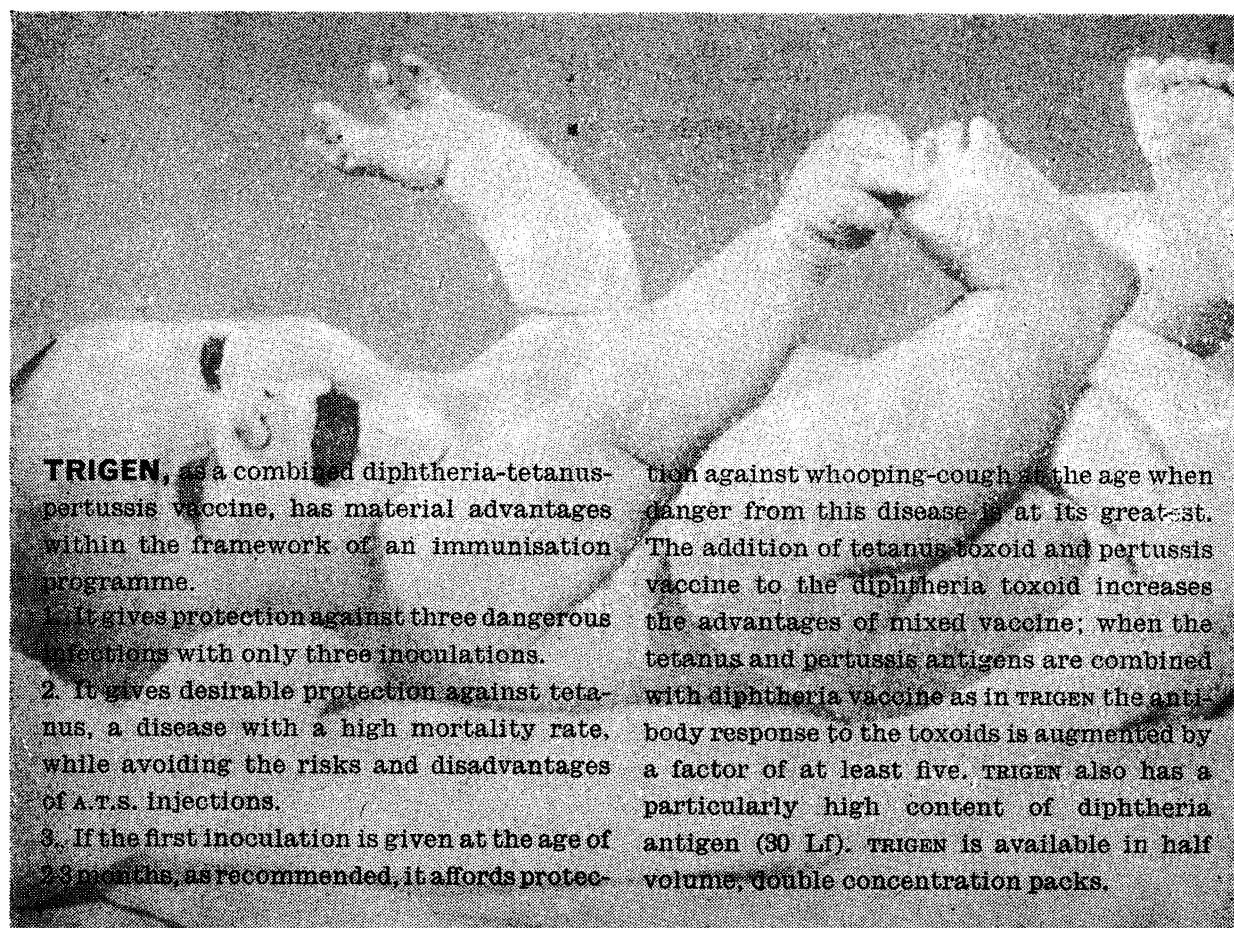 TRIGEN, as a combined diphtheria-tetanus-
pertussis vaccine, has material advantages
within the framework of an immunisation
programme.
1. It gives protection against three dangerous
infections with only three inoculations.
2. It gives desirable protection against teta-
nus, a disease with a high mortality rate,
while avoiding the risks and disadvantages
of A.T.S. injections.
3. If the first inoculation is given at the age of
2-3 months, as recommended, it affords protec-
tion against whooping-cough at the age when
danger from this disease is at its greatest.
The addition of tetanus toxoid and pertussis
vaccine to the diphtheria toxoid increases
the advantages of mixed vaccine; when the
tetanus and pertussis antigens are combined
with diphtheria vaccine as in TRIGEN the anti-
body response to the toxoids is augmented by
a factor of at least five. TRIGEN also has a
particularly high content of diphtheria
antigen (30 Lf). TRIGEN is available in half
volume, double concentration packs.